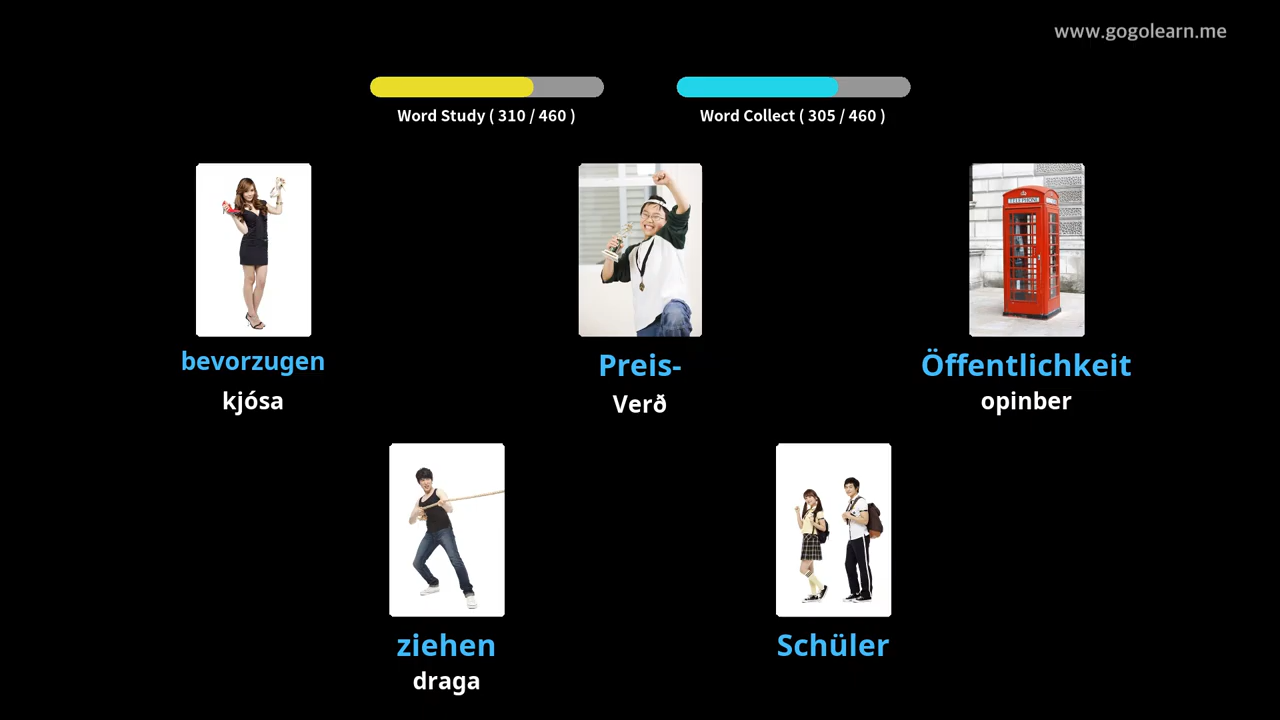 www.gogolearn.me
Word Study ( 310 / 460 )
Word Collect ( 305 / 460 )
TELEPHONE
bevorzugen
kjósa
Preis-
Verð
Öffentlichkeit
opinber
ziehen
draga
Schüler